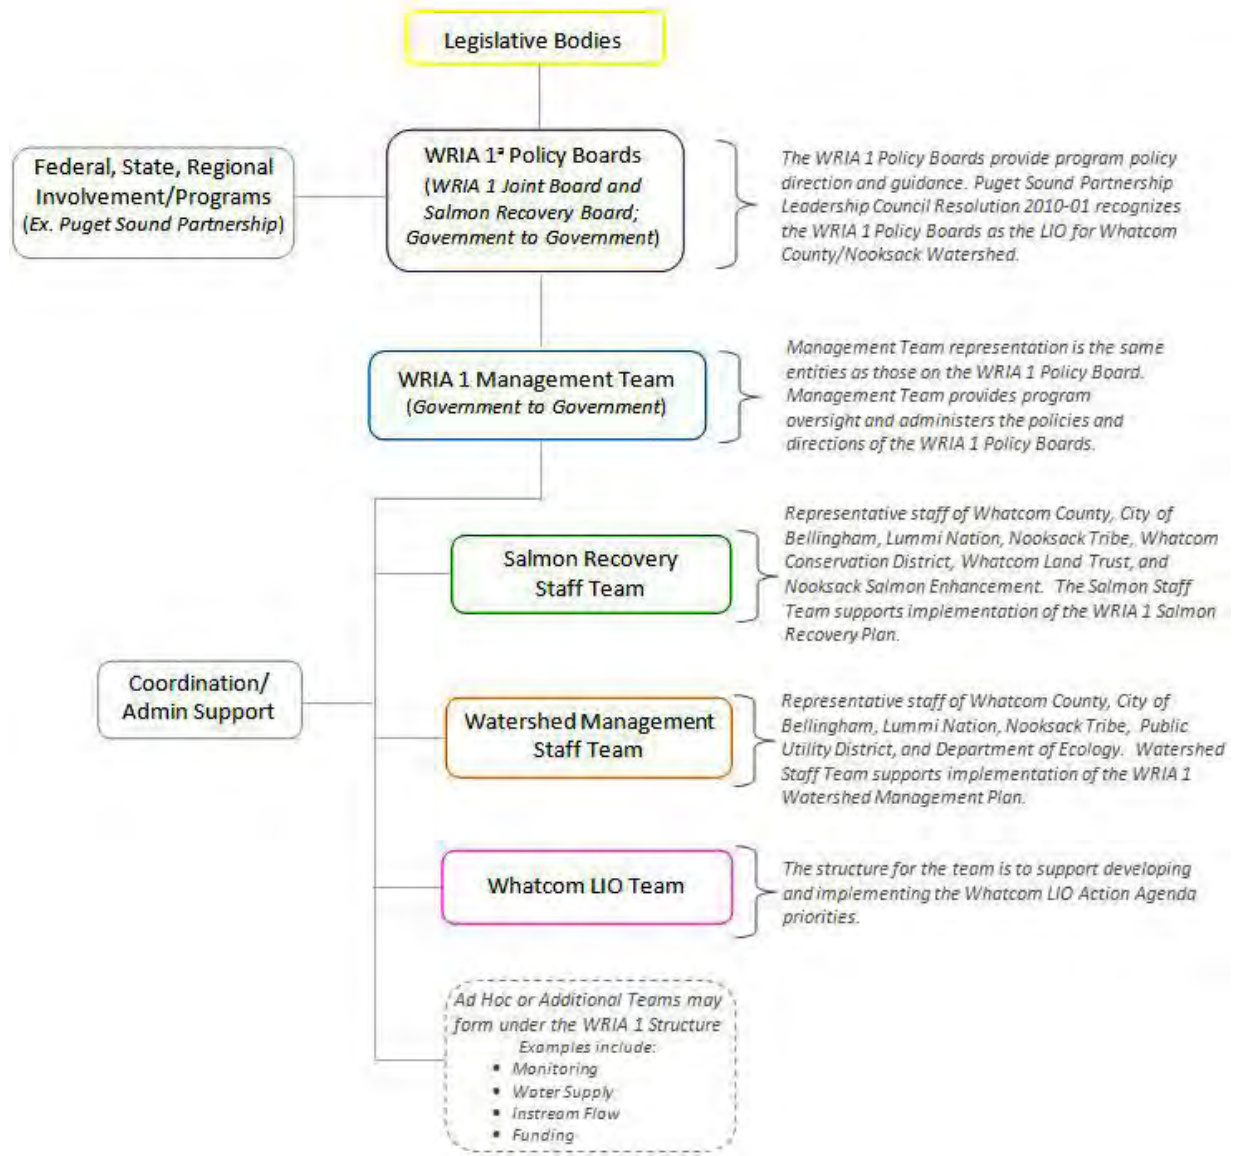 Legislative Bodies
Federal, State, Regional
Involvement/Programs
(Ex. Puget Sound Partnership)
WRIA 1ª Policy Boards
(WRIA 1 Joint Board and
Salmon Recovery Board;
Government to Government)
The WRIA 1 Policy Boards provide program policy
direction and guidance. Puget Sound Partnership
Leadership Council Resolution 2010-01 recognizes
the WRIA 1 Policy Boards as the LIO for Whatcom
County/Nooksack Watershed.
WRIA 1 Management Team
(Government to Government)
Management Team representation is the same
entities as those on the WRIA 1 Policy Board.
Management Team provides program
oversight and administers the policies and
directions of the WRIA 1 Policy Boards.
Salmon Recovery
Staff Team
Representative staff of Whatcom County, City of
Bellingham, Lummi Nation, Nooksack Tribe, Whatcom
Conservation District, Whatcom Land Trust, and
Nooksack Salmon Enhancement. The Salmon Staff
Team supports implementation of the WRIA 1 Salmon
Recovery Plan.
Coordination/
Admin Support
Watershed Management
Staff Team
Representative staff of Whatcom County, City of
Bellingham, Lummi Nation, Nooksack Tribe, Public
Utility District, and Department of Ecology. Watershed
Staff Team supports implementation of the WRIA 1
Watershed Management Plan.
Whatcom LIO Team
The structure for the team is to support developing
and implementing the Whatcom LIO Action Agenda
priorities.
Ad Hoc or Additional Teams may
form under the WRIA 1 Structure
Examples include:
▪ Monitoring
▪ Water Supply
▪ Instream Flow
▪ Funding